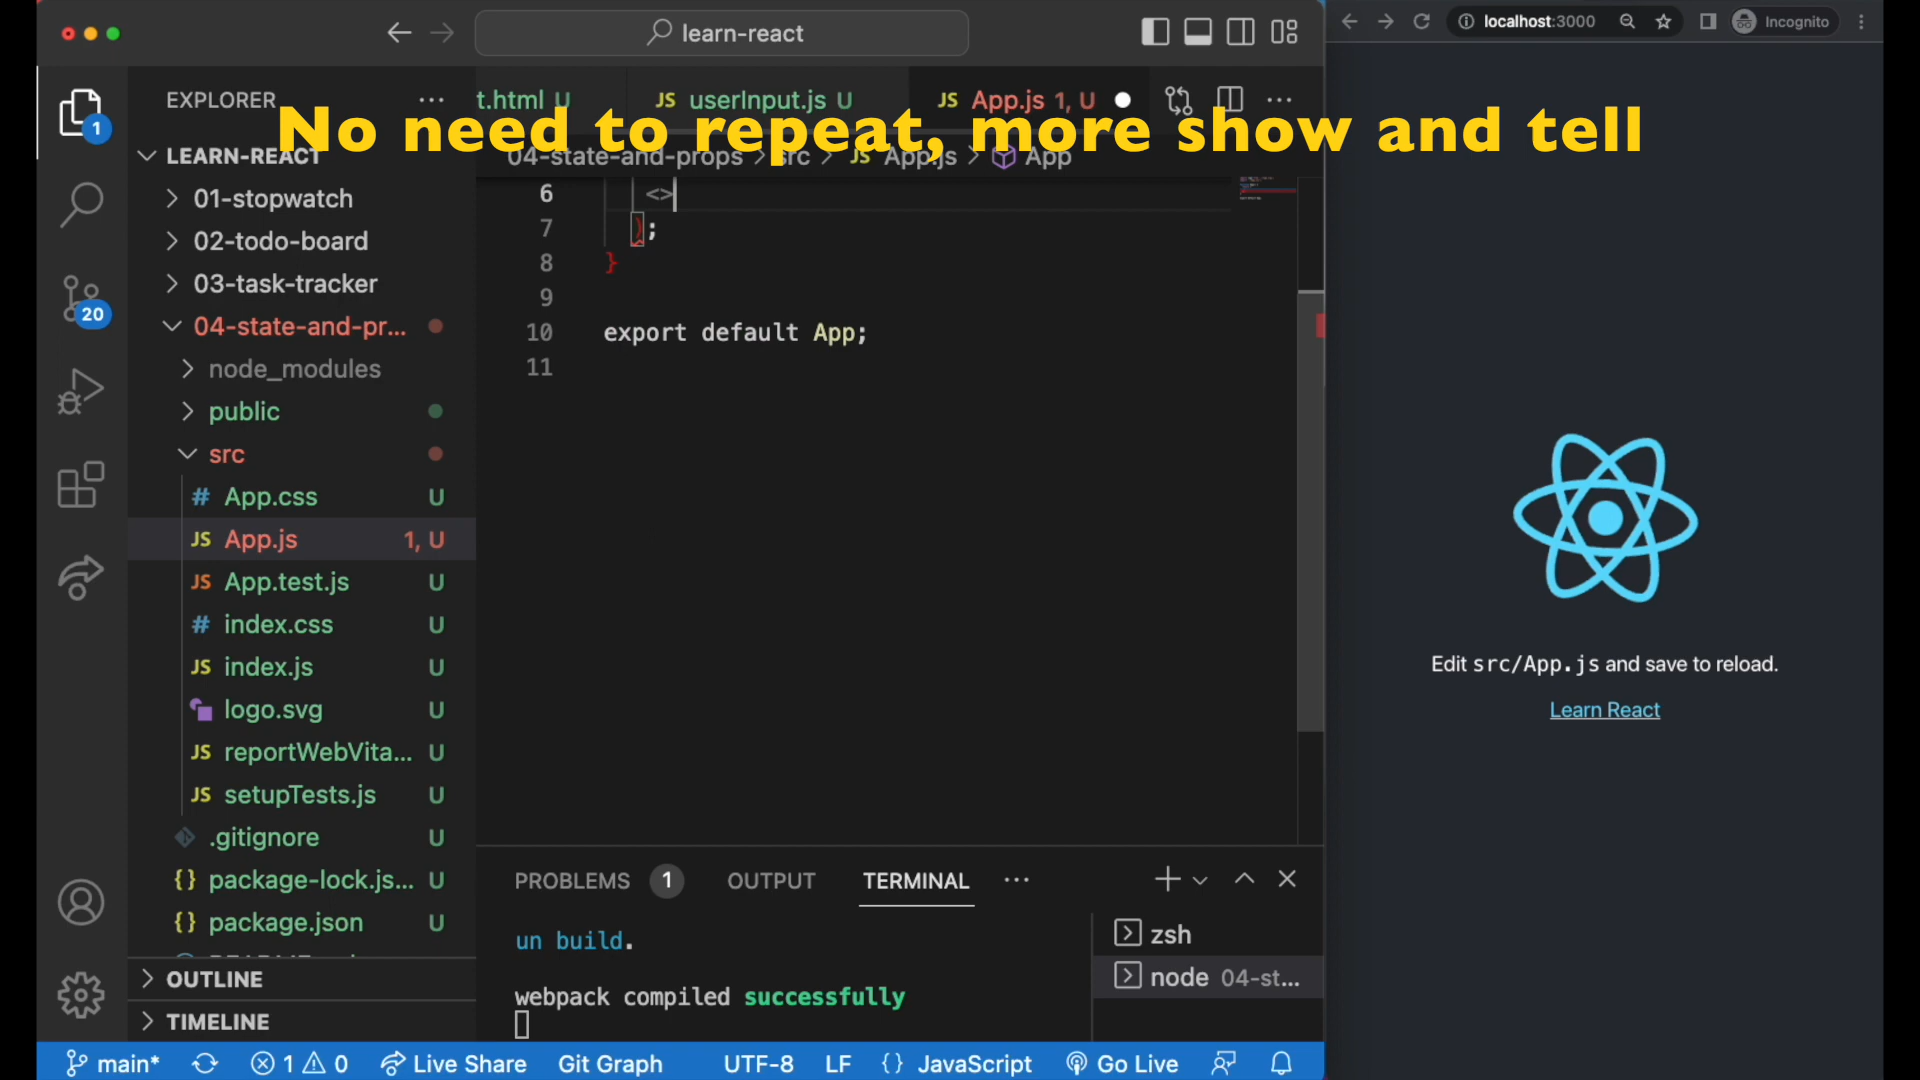 learn-react
localhost:3000
Incognito
No need to repeat, more show and tell
EXPLORER
t.html U
JS userInput.js U
JS App.js 1, U
04-state-and-props > src > JS App.js > App
LEARN-REACT
01-stopwatch
02-todo-board
03-task-tracker
04-state-and-pr...
node_modules
public
src
# App.css U
JS App.js 1, U
JS App.test.js U
# index.css U
JS index.js U
logo.svg U
JS reportWebVita... U
JS setupTests.js U
.gitignore U
{} package-lock.js... U
{} package.json U
OUTLINE
TIMELINE
1
20
6 <>
7 );
8 }
9
10 export default App;
11
PROBLEMS 1 OUTPUT TERMINAL
un build.
webpack compiled successfully
zsh
node 04-st...
Edit src/App.js and save to reload.
Learn React
main* 1 0 Live Share Git Graph UTF-8 LF {} JavaScript Go Live